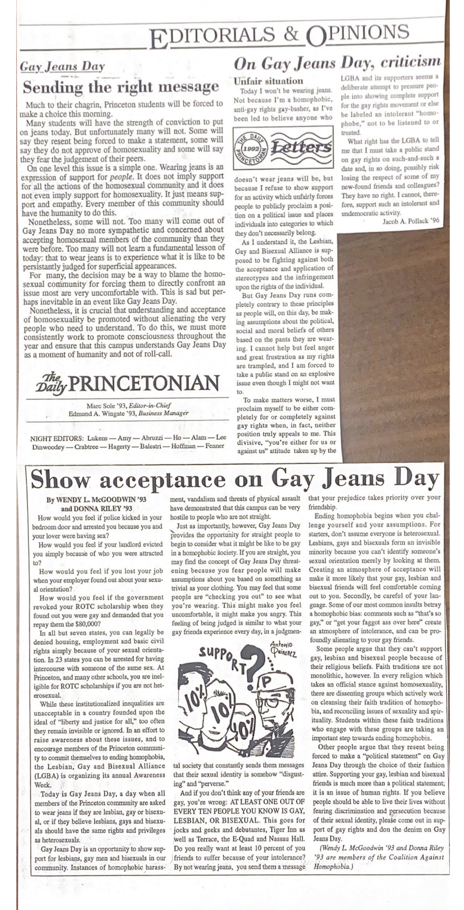 EDITORIALS & OPINIONS
Gay Jeans Day
Sending the right message
Much to their chagrin, Princeton students will be forced to
make a choice this morning.
Many students will have the strength of conviction to put
on jeans today. But unfortunately many will not. Some will
say they resent being forced to make a statement, some will
say they do not approve of homosexuality and some will say
they fear the judgement of their peers.
On one level this issue is a simple one. Wearing jeans is an
expression of support for people. It does not imply support
for all the actions of the homosexual community and it does
not even imply support for homosexuality. It just means sup-
port and empathy. Every member of this community should
have the humanity to do this.
Nonetheless, some will not. Too many will come out of
Gay Jeans Day no more sympathetic and concerned about
accepting homosexual members of the community than they
were before. Too many will not learn a fundamental lesson of
today: that to wear jeans is to experience what it is like to be
persistantly judged for superficial appearances.
For many, the decision may be a way to blame the homo-
sexual community for forcing them to directly confront an
issue most are very uncomfortable with. This is sad but per-
haps inevitable in an event like Gay Jeans Day.
Nonetheless, it is crucial that understanding and acceptance
of homosexuality be promoted without alienating the very
people who need to understand. To do this, we must more
consistently work to promote consciousness throughout the
year and ensure that this campus understands Gay Jeans Day
as a moment of humanity and not of roll-call.
The Daily PRINCETONIAN
Marc Sole '93, Editor-in-Chief
Edmond A. Wingate '93, Business Manager
NIGHT EDITORS: Lukens — Amy — Abruzzi — Ho — Alam — Lee
Dinwoodey — Crabtree — Hagerty — Balestri — Hoffman — Fenner
On Gay Jeans Day, criticism
Unfair situation
Today I won't be wearing jeans.
Not because I'm a homophobic,
anti-gay rights gay-basher, as I've
been led to believe anyone who
THE DAILY PRINCETONIAN
1992
Letters
doesn't wear jeans will be, but
because I refuse to show support
for an activity which unfairly forces
people to publicly proclaim a posi-
tion on a political issue and places
individuals into categories to which
they don't necessarily belong.
As I understand it, the Lesbian,
Gay and Bisexual Alliance is sup-
posed to be fighting against both
the acceptance and application of
stereotypes and the infringement
upon the rights of the individual.
But Gay Jeans Day runs com-
pletely contrary to these principles
as people will, on this day, be mak-
ing assumptions about the political,
social and moral beliefs of others
based on the pants they are wear-
ing. I cannot help but feel anger
and great frustration as my rights
are trampled, and I am forced to
take a public stand on an explosive
issue even though I might not want
to.
To make matters worse, I must
proclaim myself to be either com-
pletely for or completely against
gay rights when, in fact, neither
position truly appeals to me. This
divisive, "you're either for us or
against us" attitude taken up by the
LGBA and its supporters seems a
deliberate attempt to pressure peo-
ple into showing complete support
for the gay rights movement or else
be labeled an intolerant "homo-
phobe," not to be listened to or
trusted.
What right has the LGBA to tell
me that I must take a public stand
on gay rights on such-and-such a
date and, in so doing, possibly risk
losing the respect of some of my
new-found friends and colleagues?
They have no right. I cannot, there-
fore, support such an intolerant and
undemocratic activity.
Jacob A. Pollack '96
Show acceptance on Gay Jeans Day
By WENDY L. McGOODWIN '93
and DONNA RILEY '93
How would you feel if police kicked in your
bedroom door and arrested you because you and
your lover were having sex?
How would you feel if your landlord evicted
you simply because of who you were attracted
to?
How would you feel if you lost your job
when your employer found out about your sexu-
al orientation?
How would you feel if the government
revoked your ROTC scholarship when they
found out you were gay and demanded that you
repay them the $80,000?
In all but seven states, you can legally be
denied housing, employment and basic civil
rights simply because of your sexual orienta-
tion. In 23 states you can be arrested for having
intercourse with someone of the same sex. At
Princeton, and many other schools, you are inel-
igible for ROTC scholarships if you are not het-
erosexual.
While these institutionalized inequalities are
unacceptable in a country founded upon the
ideal of "liberty and justice for all," too often
they remain invisible or ignored. In an effort to
raise awareness about these issues, and to
encourage members of the Princeton communi-
ty to commit themselves to ending homophobia,
the Lesbian, Gay and Bisexual Alliance
(LGBA) is organizing its annual Awareness
Week.
Today is Gay Jeans Day, a day when all
members of the Princeton community are asked
to wear jeans if they are lesbian, gay or bisexu-
al, or if they believe lesbians, gays and bisexu-
als should have the same rights and privileges
as heterosexuals.
Gay Jeans Day is an opportunity to show sup-
port for lesbians, gay men and bisexuals in our
community. Instances of homophobic harass-
ment, vandalism and threats of physical assault
have demonstrated that this campus can be very
hostile to people who are not straight.
Just as importantly, however, Gay Jeans Day
provides the opportunity for straight people to
begin to consider what it might be like to be gay
in a homophobic society. If you are straight, you
may find the concept of Gay Jeans Day threat-
ening because you fear people will make
assumptions about you based on something as
trivial as your clothing. You may feel that some
people are "checking you out" to see what
you're wearing. This might make you feel
uncomfortable, it might make you angry. This
feeling of being judged is similar to what your
gay friends experience every day, in a judgmen-
SUPPORT?
Antonio
P
10%
10%
10%
tal society that constantly sends them messages
that their sexual identity is somehow "disgust-
ing" and "perverse."
And if you don't think any of your friends are
gay, you're wrong: AT LEAST ONE OUT OF
EVERY TEN PEOPLE YOU KNOW IS GAY,
LESBIAN, OR BISEXUAL. This goes for
jocks and geeks and debutantes, Tiger Inn as
well as Terrace, the E-Quad and Nassau Hall.
Do you really want at least 10 percent of your
friends to suffer because of your intolerance?
By not wearing jeans, you send them a message
that your prejudice takes priority over your
friendship.
Ending homophobia begins when you chal-
lenge yourself and your assumptions. For
starters, don't assume everyone is heterosexual.
Lesbians, gays and bisexuals form an invisible
minority because you can't identify someone's
sexual orientation merely by looking at them.
Creating an atmosphere of acceptance will
make it more likely that your gay, lesbian and
bisexual friends will feel comfortable coming
out to you. Secondly, be careful of your lan-
guage. Some of our most common insults betray
a homophobic bias: comments such as "that's so
gay," or "get your faggot ass over here" create
an atmosphere of intolerance, and can be pro-
foundly alienating to your gay friends.
Some people argue that they can't support
gay, lesbian and bisexual people because of
their religious beliefs. Faith traditions are not
monolithic, however. In every religion which
takes an official stance against homosexuality,
there are dissenting groups which actively work
on cleansing their faith tradition of homopho-
bia, and reconciling issues of sexuality and spir-
ituality. Students within these faith traditions
who engage with these groups are taking an
important step towards ending homophobia.
Other people argue that they resent being
forced to make a "political statement" on Gay
Jeans Day through the choice of their fashion
attire. Supporting your gay, lesbian and bisexual
friends is much more than a political statement;
it is an issue of human rights. If you believe
people should be able to live their lives without
fearing discrimination and persecution because
of their sexual identity, please come out in sup-
port of gay rights and don the denim on Gay
Jeans Day.
(Wendy L. McGoodwin '93 and Donna Riley
'93 are members of the Coalition Against
Homophobia.)